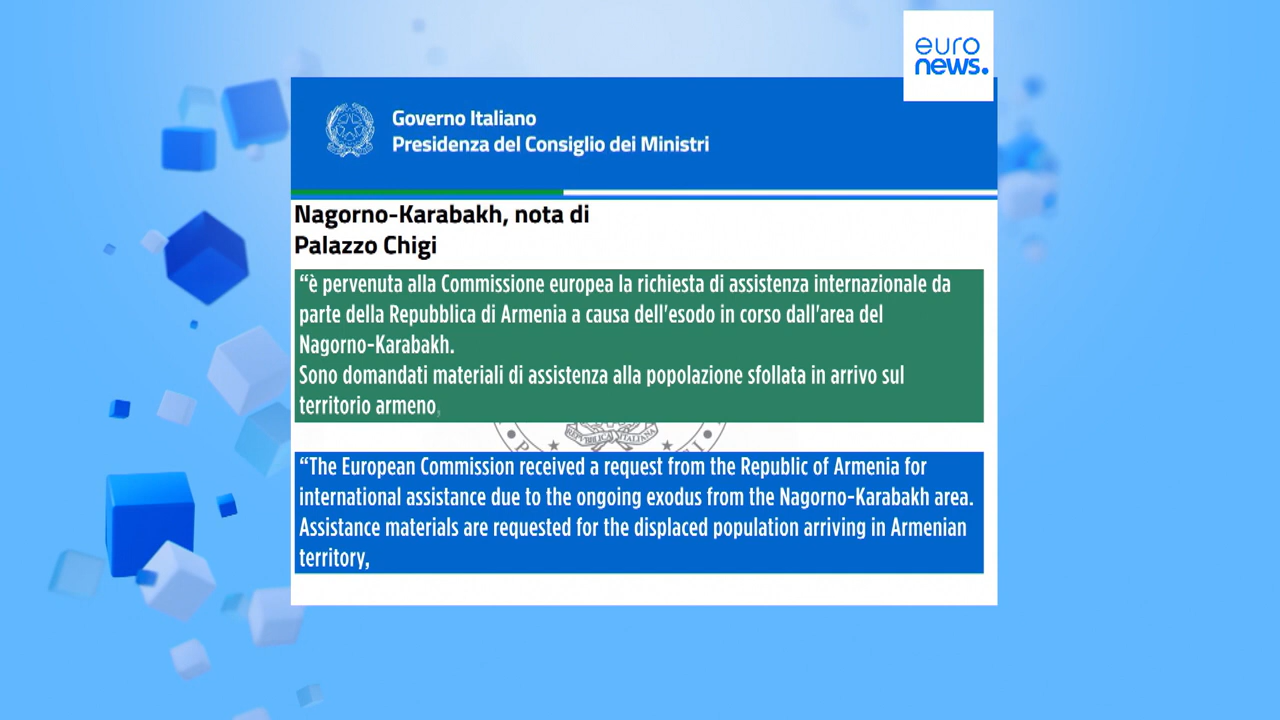 euro
news.
Governo Italiano
Presidenza del Consiglio dei Ministri
Nagorno-Karabakh, nota di
Palazzo Chigi
“è pervenuta alla Commissione europea la richiesta di assistenza internazionale da
parte della Repubblica di Armenia a causa dell'esodo in corso dall'area del
Nagorno-Karabakh.
Sono domandati materiali di assistenza alla popolazione sfollata in arrivo sul
territorio armeno,
REPVBBLICA ITALIANA
“The European Commission received a request from the Republic of Armenia for
international assistance due to the ongoing exodus from the Nagorno-Karabakh area.
Assistance materials are requested for the displaced population arriving in Armenian
territory,